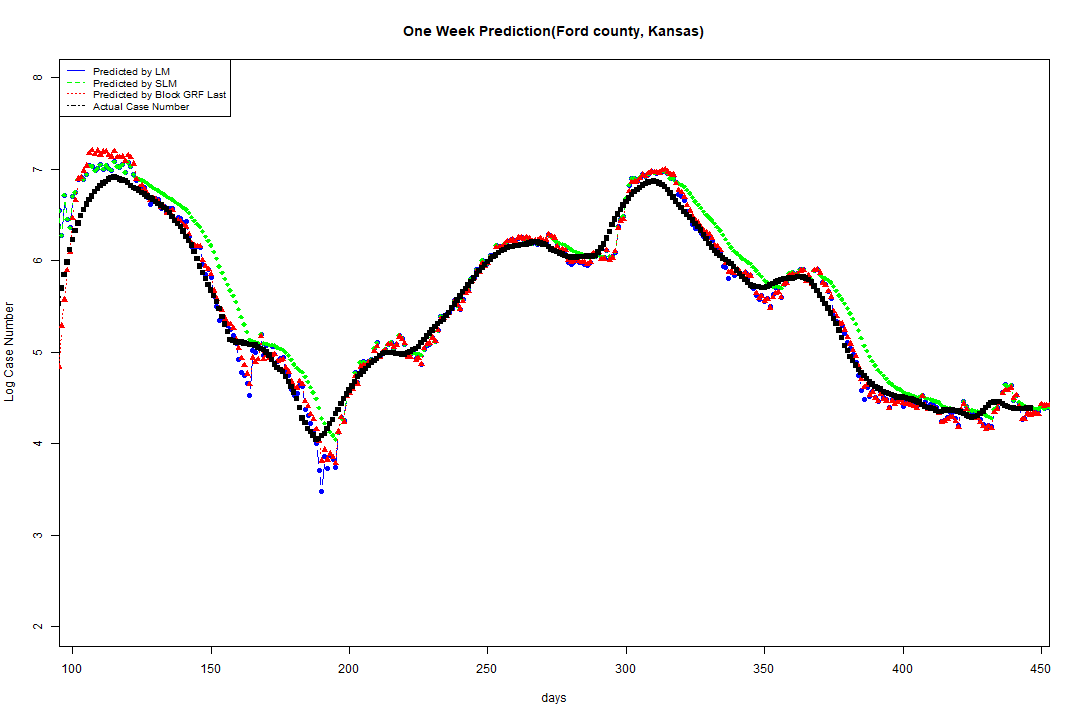 One Week Prediction(Ford county, Kansas)
Predicted by LM
Predicted by SLM
Predicted by Block GRF Last
Actual Case Number
8
7
6
5
4
3
2
Log Case Number
100 150 200 250 300 350 400 450
days